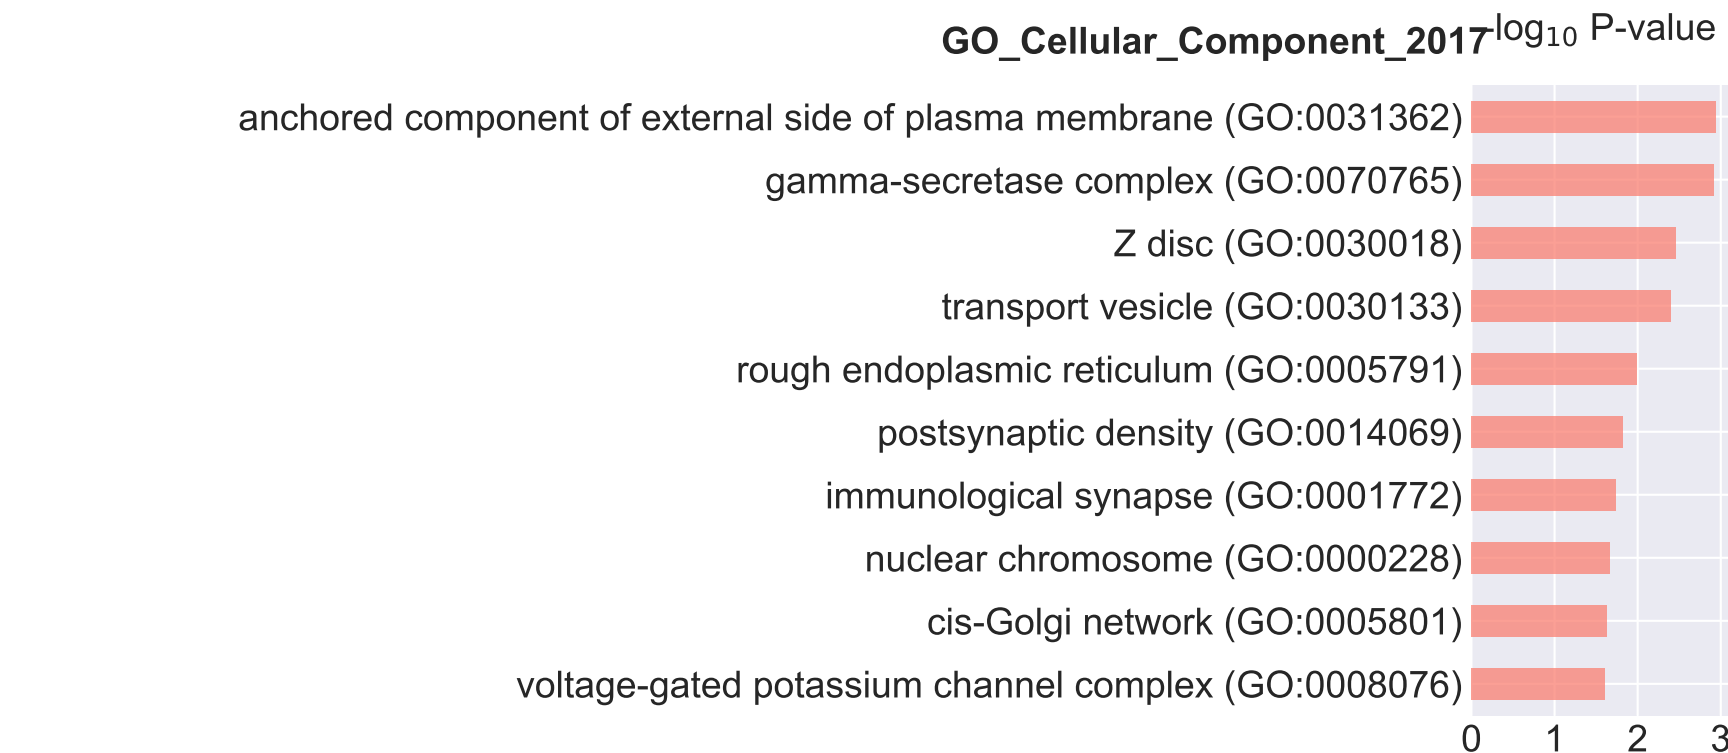 GO_Cellular_Component_2017 -log10 P-value
anchored component of external side of plasma membrane (GO:0031362)
gamma-secretase complex (GO:0070765)
Z disc (GO:0030018)
transport vesicle (GO:0030133)
rough endoplasmic reticulum (GO:0005791)
postsynaptic density (GO:0014069)
immunological synapse (GO:0001772)
nuclear chromosome (GO:0000228)
cis-Golgi network (GO:0005801)
voltage-gated potassium channel complex (GO:0008076)
0 1 2 3